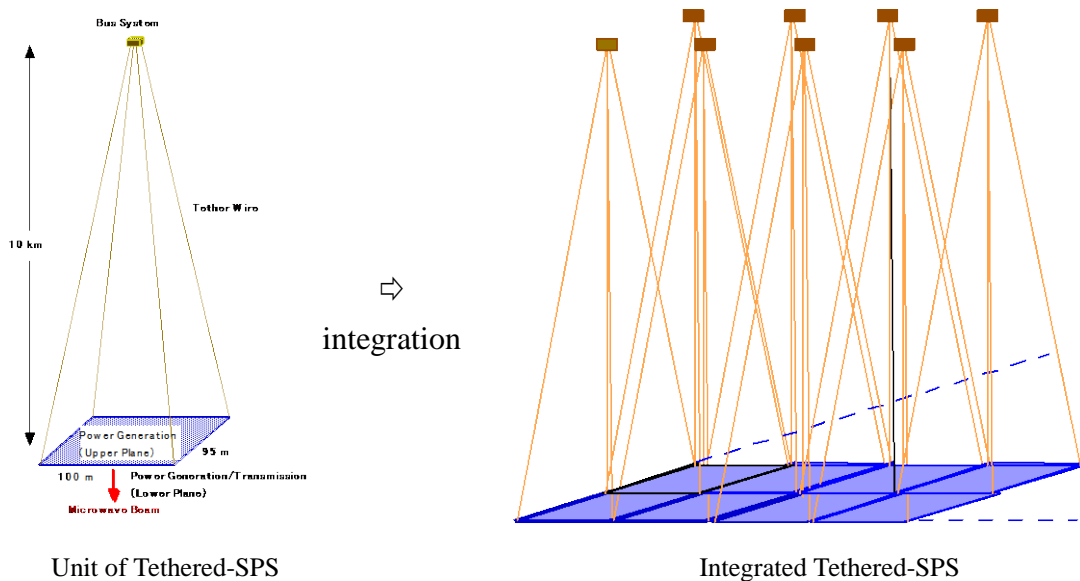 Bus System
Tether Wire
10 km
Power Generation
(Upper Plane)
95 m
100 m
Power Generation/Transmission
(Lower Plane)
Microwave Beam
⇨
integration
Unit of Tethered-SPS
Integrated Tethered-SPS